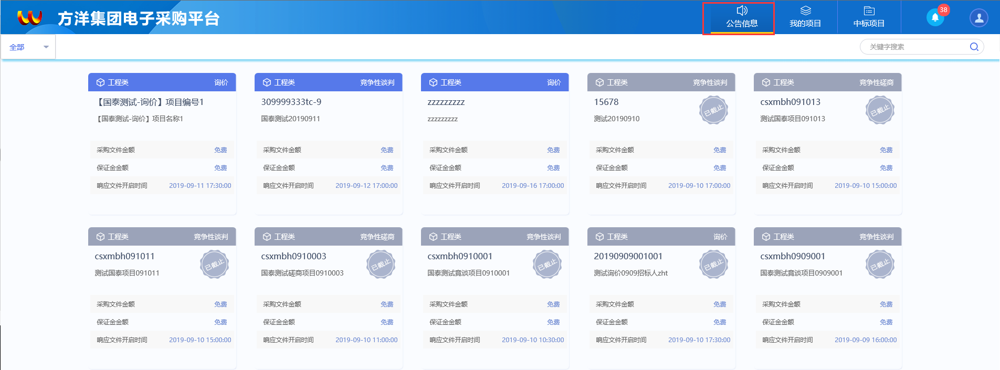 方洋集团电子采购平台
公告信息
我的项目
中标项目
38
全部
关键字搜索
工程类 询价
【国泰测试-询价】项目编号1
【国泰测试-询价】项目名称1
采购文件金额 免费
保证金金额 免费
响应文件开启时间 2019-09-11 17:30:00
工程类 竞争性谈判
309999333tc-9
国泰测试20190911
采购文件金额 免费
保证金金额 免费
响应文件开启时间 2019-09-12 17:00:00
工程类 询价
zzzzzzzzz
zzzzzzzzz
采购文件金额 免费
保证金金额 免费
响应文件开启时间 2019-09-16 17:00:00
工程类 竞争性谈判
15678
已截止
测试20190910
采购文件金额 免费
保证金金额 免费
响应文件开启时间 2019-09-10 17:00:00
工程类 竞争性磋商
csxmbh091013
已截止
测试国泰项目091013
采购文件金额 免费
保证金金额 免费
响应文件开启时间 2019-09-10 15:00:00
工程类 竞争性谈判
csxmbh091011
已截止
测试国泰项目091011
采购文件金额 免费
保证金金额 免费
响应文件开启时间 2019-09-10 15:00:00
工程类 竞争性磋商
csxmbh0910003
已截止
国泰测试磋商项目0910003
采购文件金额 免费
保证金金额 免费
响应文件开启时间 2019-09-10 11:00:00
工程类 竞争性谈判
csxmbh0910001
已截止
国泰测试竟谈项目0910001
采购文件金额 免费
保证金金额 免费
响应文件开启时间 2019-09-10 10:30:00
工程类 询价
20190909001001
已截止
测试询价0909招标人zht
采购文件金额 免费
保证金金额 免费
响应文件开启时间 2019-09-10 17:30:00
工程类 竞争性谈判
csxmbh0909001
已截止
国泰测试竟谈项目0909001
采购文件金额 免费
保证金金额 免费
响应文件开启时间 2019-09-09 16:00:00